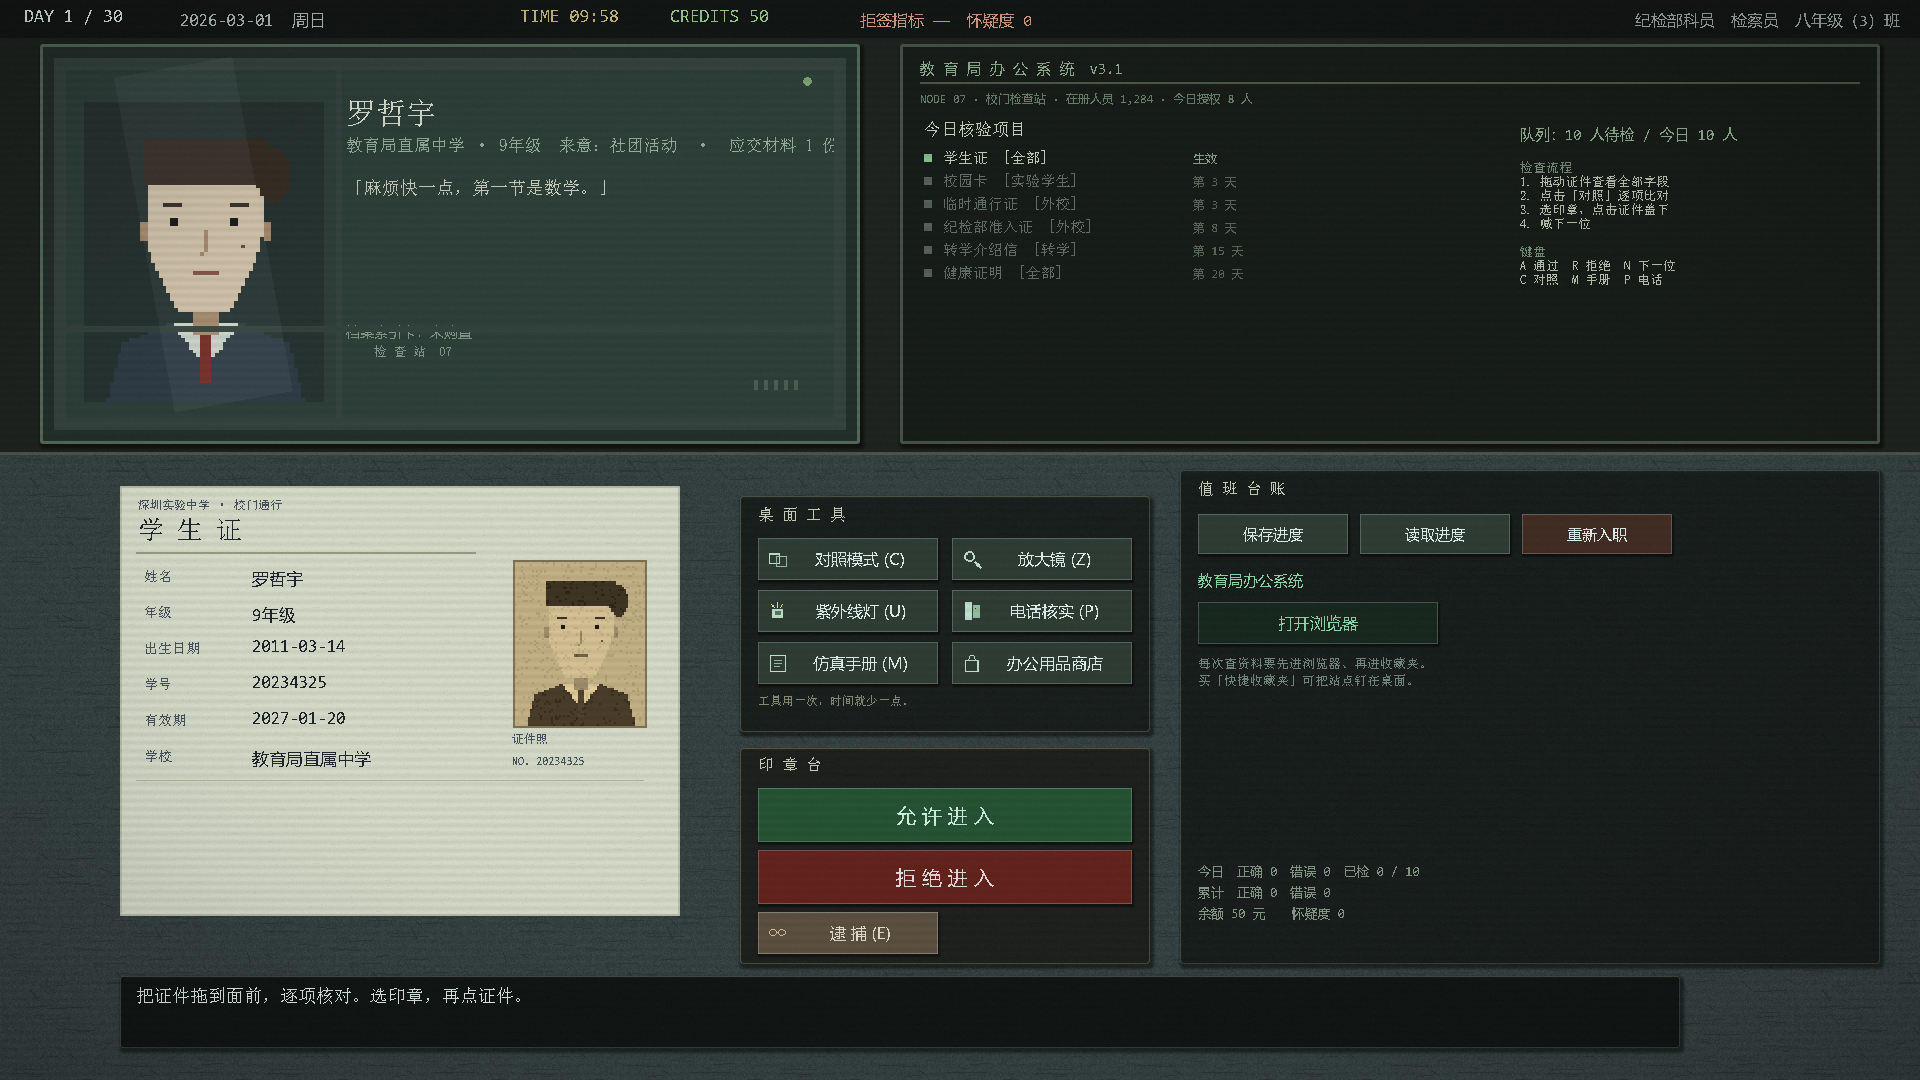 DAY 1 / 30
2026-03-01 周日
TIME 09:58
CREDITS 50
拒签指标 — 怀疑度 0
纪检部科员 检察员 八年级 (3) 班
罗哲宇
教育局直属中学 • 9年级 来意: 社团活动 • 应交材料 1 份
「麻烦快一点, 第一节是数学。」
检 查 站 07
教育局办公系统 v3.1
NODE 07 · 校门检查站 · 在册人员 1,284 · 今日授权 8 人
今日核验项目
学生证 [全部] 生效
校园卡 [实验学生] 第 3 天
临时通行证 [外校] 第 3 天
纪检部准入证 [外校] 第 8 天
转学介绍信 [转学] 第 15 天
健康证明 [全部] 第 20 天
队列: 10 人待检 / 今日 10 人
检查流程
1. 拖动证件查看全部字段
2. 点击「对照」逐项比对
3. 选印章, 点击证件盖下
4. 喊下一位
键盘
A 通过 R 拒绝 N 下一位
C 对照 M 手册 P 电话
深圳实验中学 • 校门通行
学生证
姓名 罗哲宇
年级 9年级
出生日期 2011-03-14
学号 20234325
有效期 2027-01-20
学校 教育局直属中学
证件照
NO. 20234325
桌面工具
对照模式 (C)
放大镜 (Z)
紫外线灯 (U)
电话核实 (P)
仿真手册 (M)
办公用品商店
工具用一次, 时间就少一点。
印章台
允许进入
拒绝进入
逮捕 (E)
值班台账
保存进度
读取进度
重新入职
教育局办公系统
打开浏览器
每次查资料要先进浏览器、再进收藏夹。
买「快捷收藏夹」可把站点钉在桌面。
今日 正确 0 错误 0 已检 0 / 10
累计 正确 0 错误 0
余额 50 元 怀疑度 0
把证件拖到面前, 逐项核对。选印章, 再点证件。